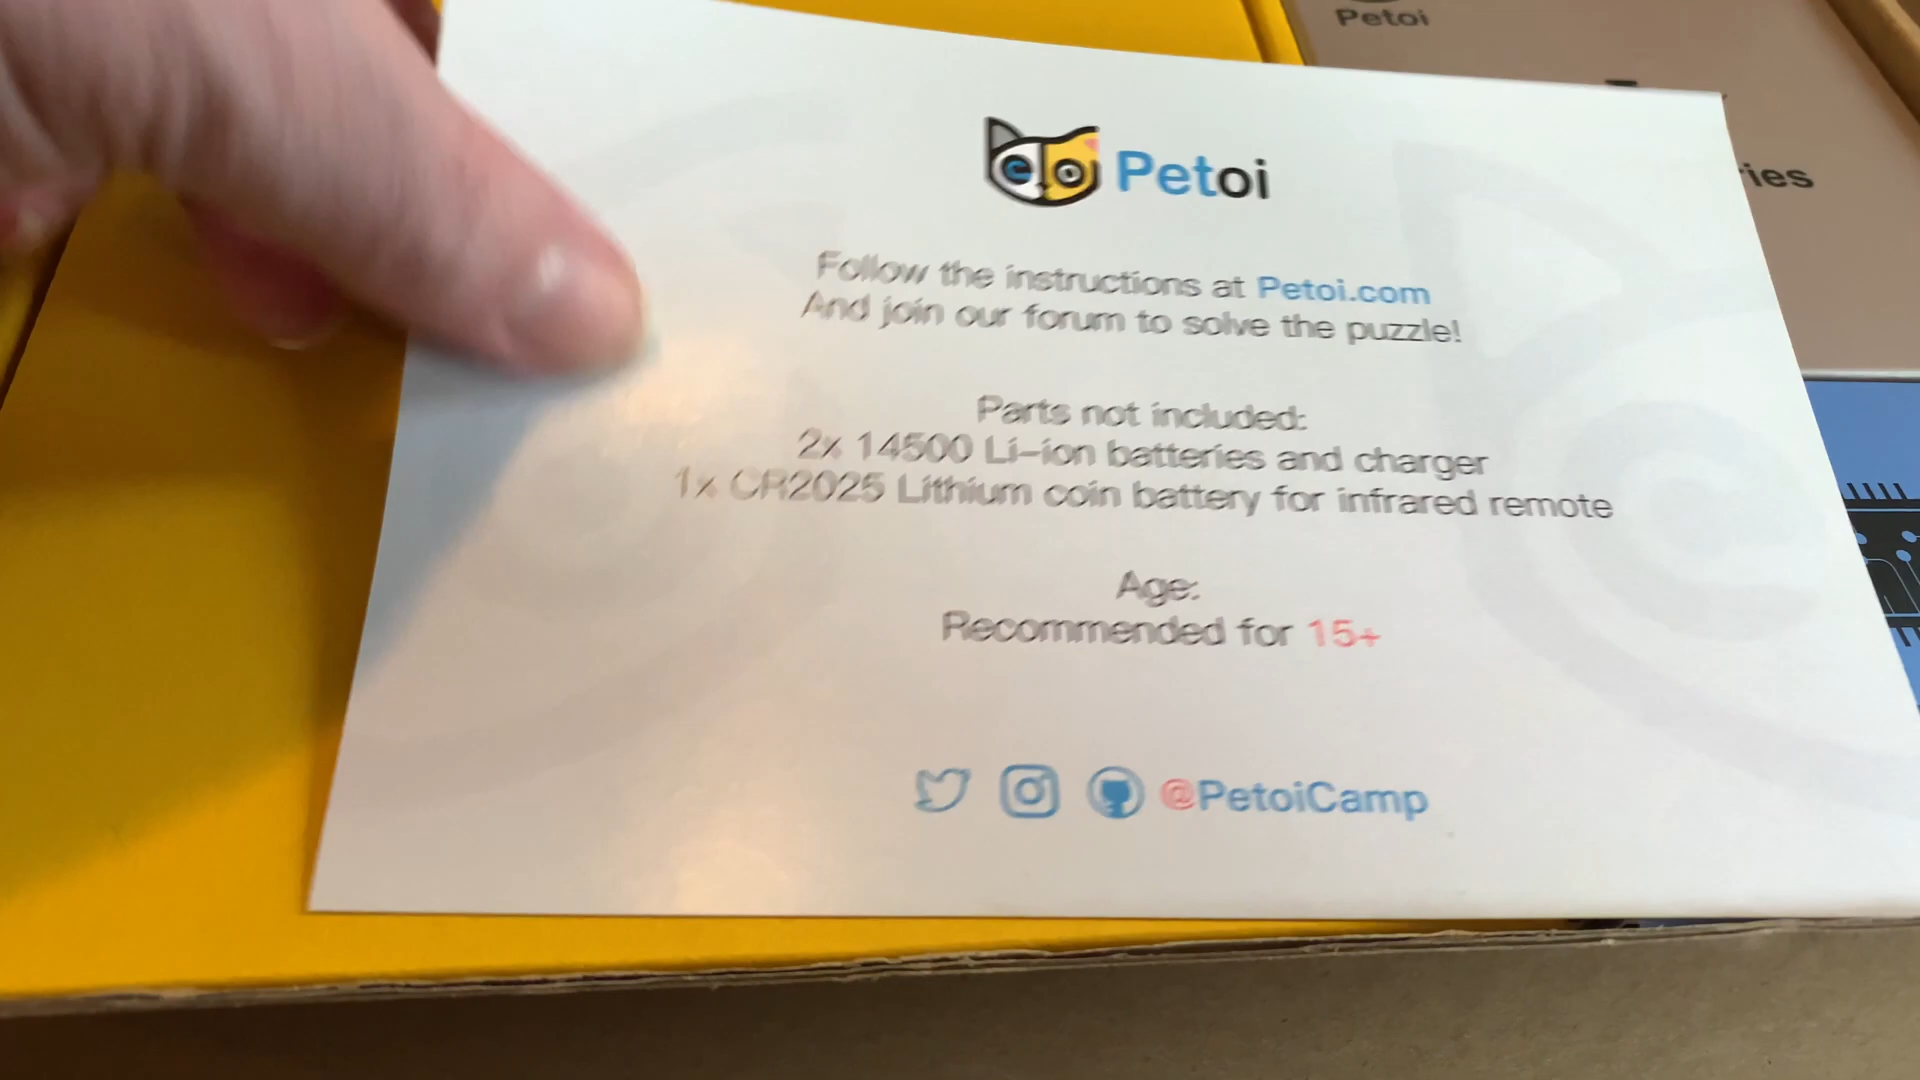 Petoi
ries
Petoi
Follow the instructions at Petoi.com
And join our forum to solve the puzzle!
Parts not included:
2x 14500 Li-ion batteries and charger
1x CR2025 Lithium coin battery for infrared remote
Age:
Recommended for 15+
@PetoiCamp